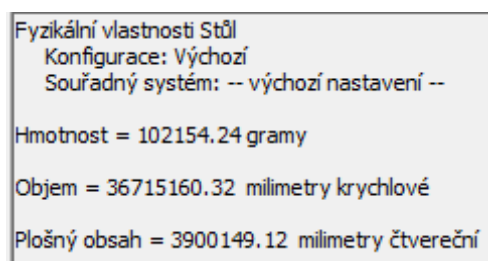 Fyzikální vlastnosti Stůl
Konfigurace: Výchozí
Souřadný systém: -- výchozí nastavení --
Hmotnost = 102154.24 gramy
Objem = 36715160.32 milimetry krychlové
Plošný obsah = 3900149.12 milimetry čtvereční